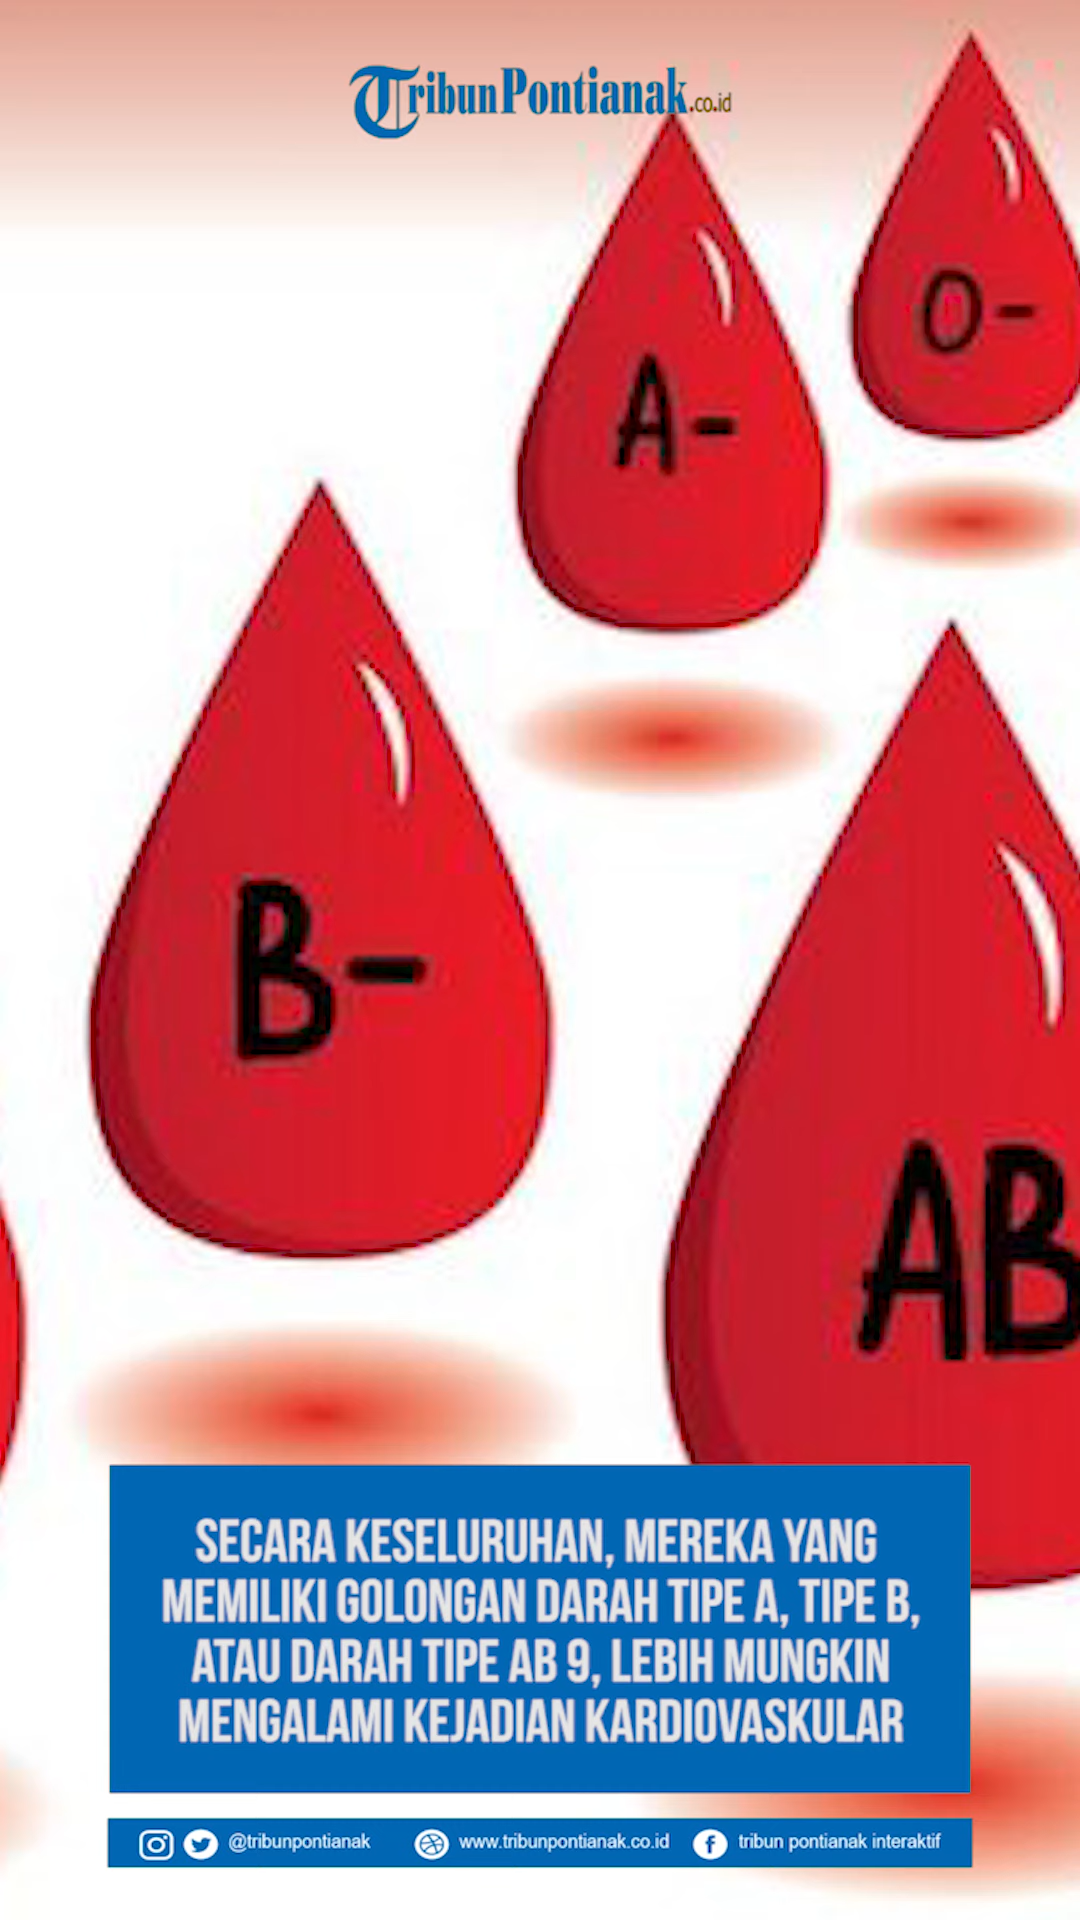 TribunPontianak.co.id
O-
A-
B-
AB
SECARA KESELURUHAN, MEREKA YANG
MEMILIKI GOLONGAN DARAH TIPE A, TIPE B,
ATAU DARAH TIPE AB 9, LEBIH MUNGKIN
MENGALAMI KEJADIAN KARDIOVASKULAR
@tribunpontianak www.tribunpontianak.co.id tribun pontianak interaktif